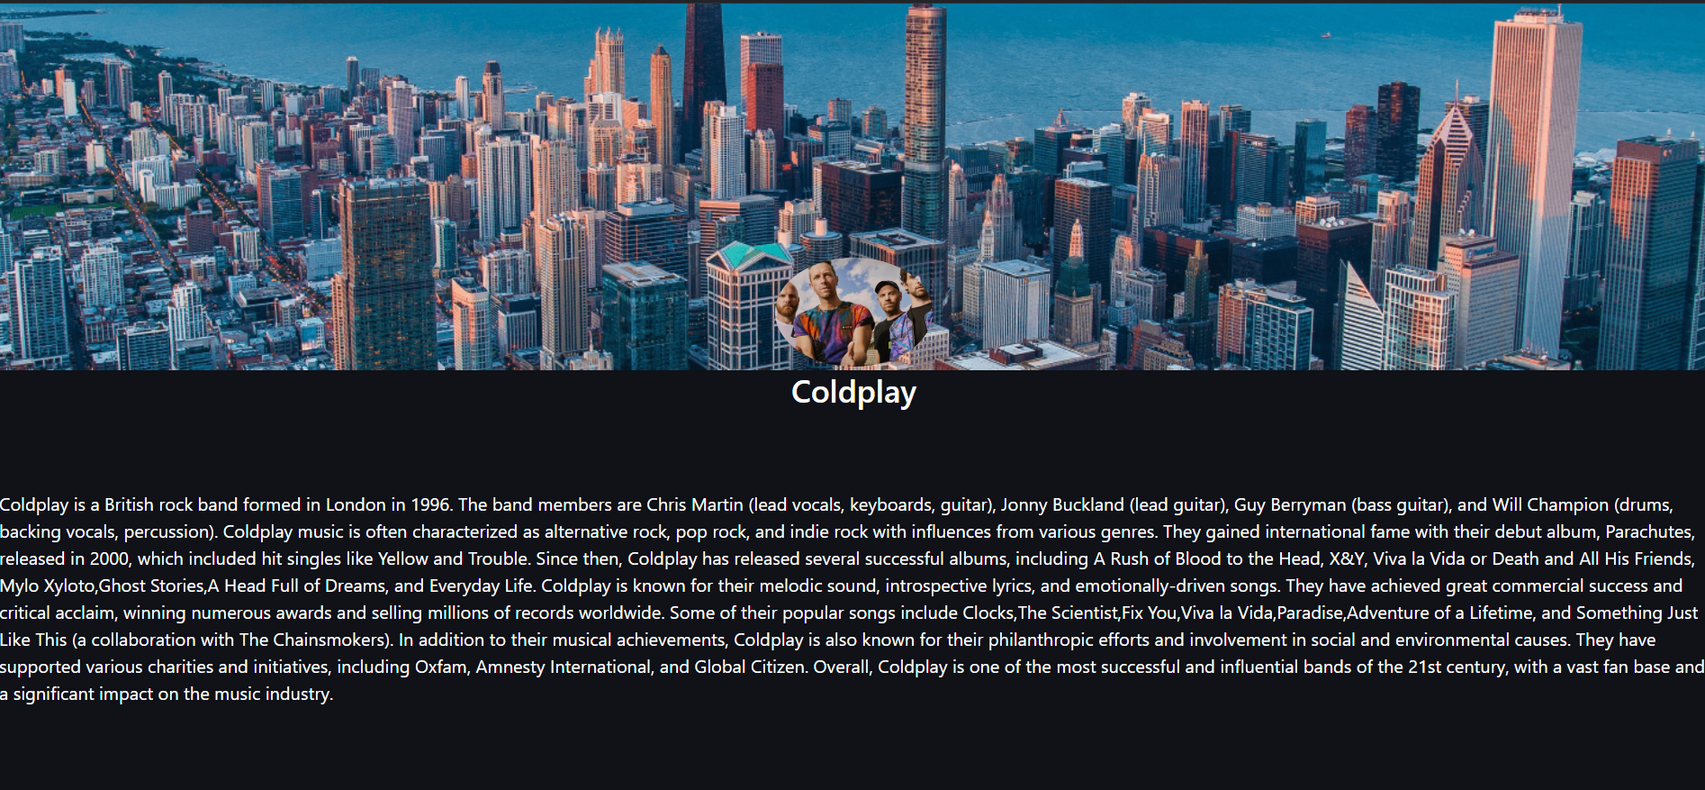 Coldplay
Coldplay is a British rock band formed in London in 1996. The band members are Chris Martin (lead vocals, keyboards, guitar), Jonny Buckland (lead guitar), Guy Berryman (bass guitar), and Will Champion (drums,
backing vocals, percussion). Coldplay music is often characterized as alternative rock, pop rock, and indie rock with influences from various genres. They gained international fame with their debut album, Parachutes,
released in 2000, which included hit singles like Yellow and Trouble. Since then, Coldplay has released several successful albums, including A Rush of Blood to the Head, X&Y, Viva la Vida or Death and All His Friends,
Mylo Xyloto,Ghost Stories,A Head Full of Dreams, and Everyday Life. Coldplay is known for their melodic sound, introspective lyrics, and emotionally-driven songs. They have achieved great commercial success and
critical acclaim, winning numerous awards and selling millions of records worldwide. Some of their popular songs include Clocks,The Scientist,Fix You,Viva la Vida,Paradise,Adventure of a Lifetime, and Something Just
Like This (a collaboration with The Chainsmokers). In addition to their musical achievements, Coldplay is also known for their philanthropic efforts and involvement in social and environmental causes. They have
supported various charities and initiatives, including Oxfam, Amnesty International, and Global Citizen. Overall, Coldplay is one of the most successful and influential bands of the 21st century, with a vast fan base and
a significant impact on the music industry.